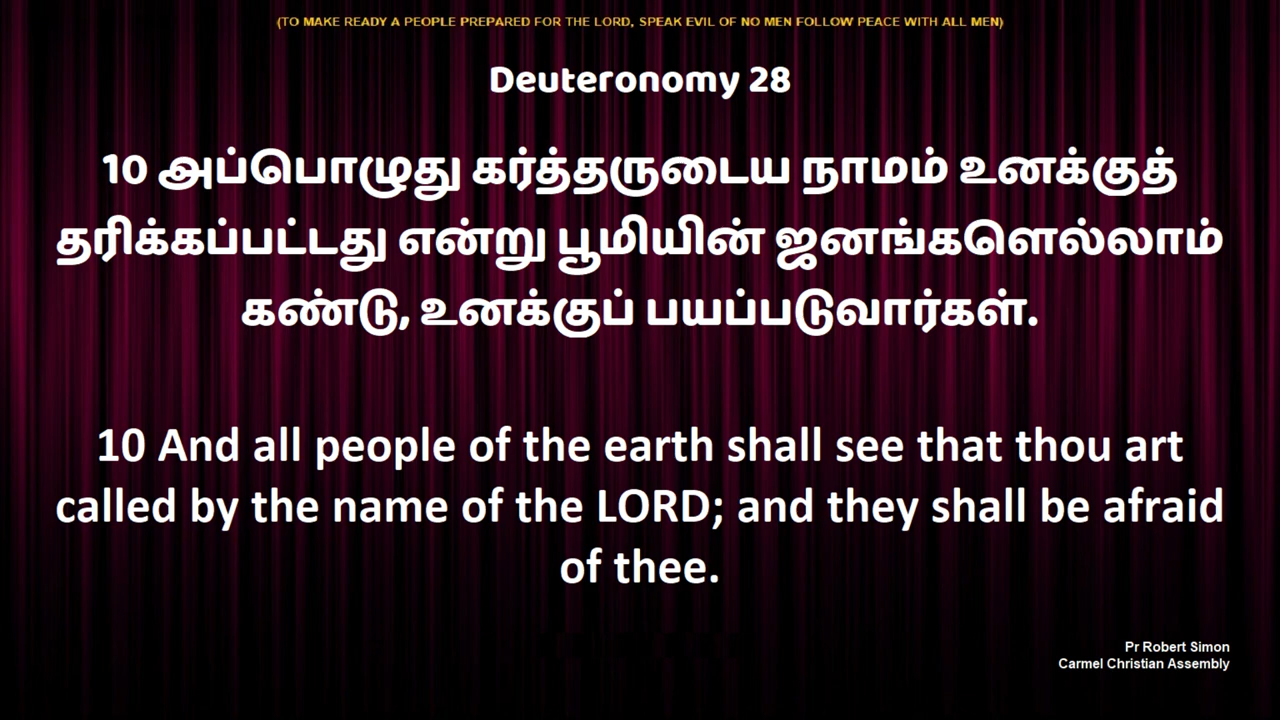 (TO MAKE READY A PEOPLE PREPARED FOR THE LORD, SPEAK EVIL OF NO MEN FOLLOW PEACE WITH ALL MEN)
Deuteronomy 28
10 அப்பொழுது கர்த்தருடைய நாமம் உனக்குத்
தரிக்கப்பட்டது என்று பூமியின் ஜனங்களெல்லாம்
கண்டு, உனக்குப் பயப்படுவார்கள்.
10 And all people of the earth shall see that thou art
called by the name of the LORD; and they shall be afraid
of thee.
Pr Robert Simon
Carmel Christian Assembly